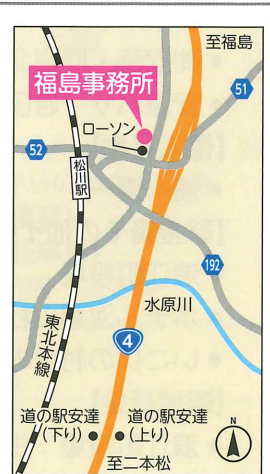 至福島
福島事務所
51
ローソン
52
松川駅
192
水原川
東北本線
4
道の駅安達
(下り)
道の駅安達
(上り)
至二本松
N